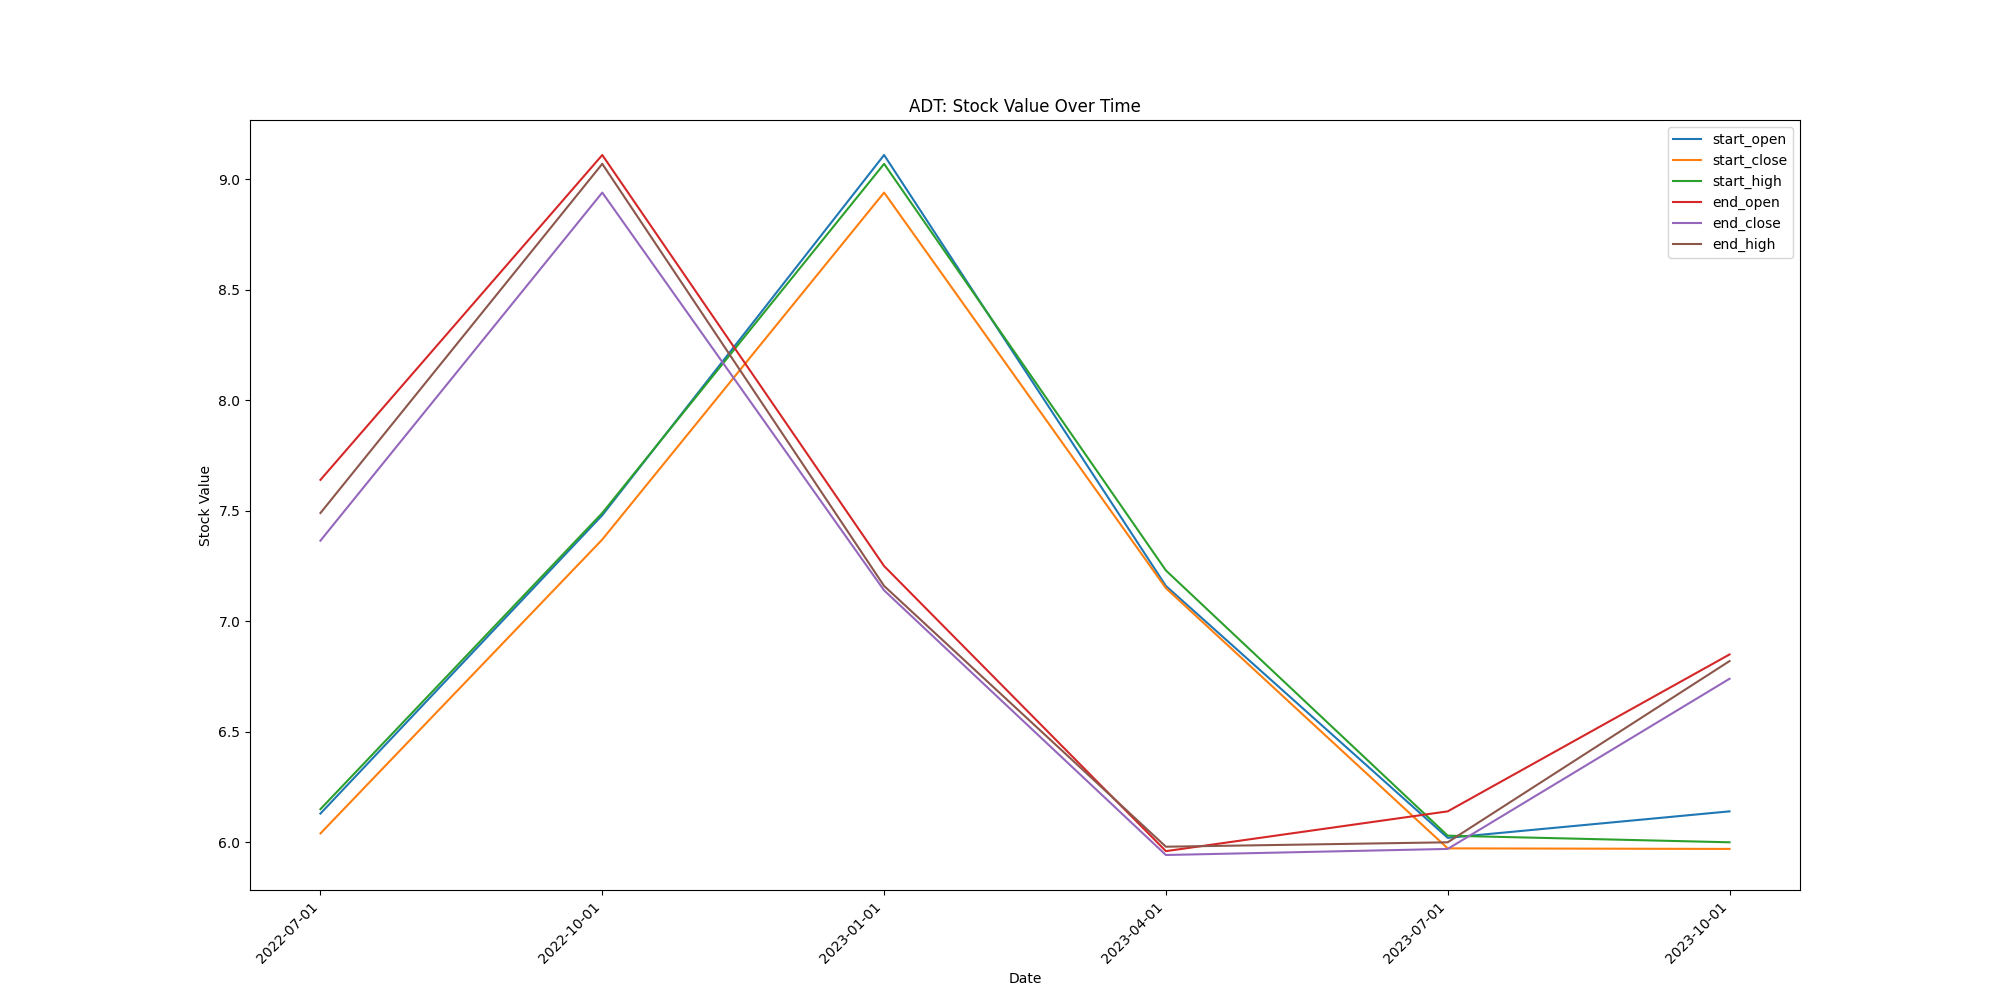 ADT: Stock Value Over Time
start_open
start_close
start_high
end_open
end_close
end_high
Stock Value
9.0
8.5
8.0
7.5
7.0
6.5
6.0
2022-07-01
2022-10-01
2023-01-01
2023-04-01
2023-07-01
2023-10-01
Date